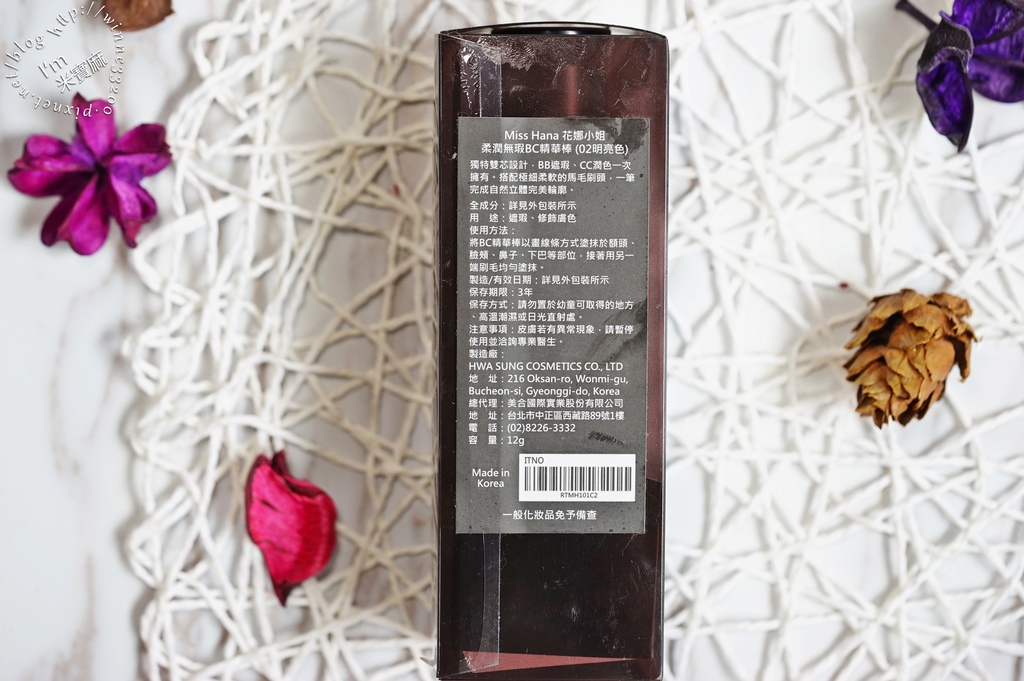 http://winnie3200.pixnet.net/blog
I'm
米寶麻
Miss Hana 花娜小姐
柔潤無瑕BC精華棒 (02明亮色)
獨特雙芯設計，BB遮瑕、CC潤色一次
擁有。搭配極細柔軟的馬毛刷頭，一筆
完成自然立體完美輪廓。
全成分：詳見外包裝所示
用　途：遮瑕、修飾膚色
使用方法：
將BC精華棒以畫線條方式塗抹於額頭、
臉頰、鼻子、下巴等部位，接著用另一
端刷毛均勻塗抹。
製造/有效日期：詳見外包裝所示
保存期限：3年
保存方式：請勿置於幼童可取得的地方
、高溫潮濕或日光直射處。
注意事項：皮膚若有異常現象，請暫停
使用並洽詢專業醫生。
製造廠：
HWA SUNG COSMETICS CO., LTD
地　址：216 Oksan-ro, Wonmi-gu,
Bucheon-si, Gyeonggi-do, Korea
總代理：美合國際實業股份有限公司
地　址：台北市中正區西藏路89號1樓
電　話：(02)8226-3332
容　量：12g
ITNO
Made in
Korea
RTMH101C2
一般化妝品免予備查